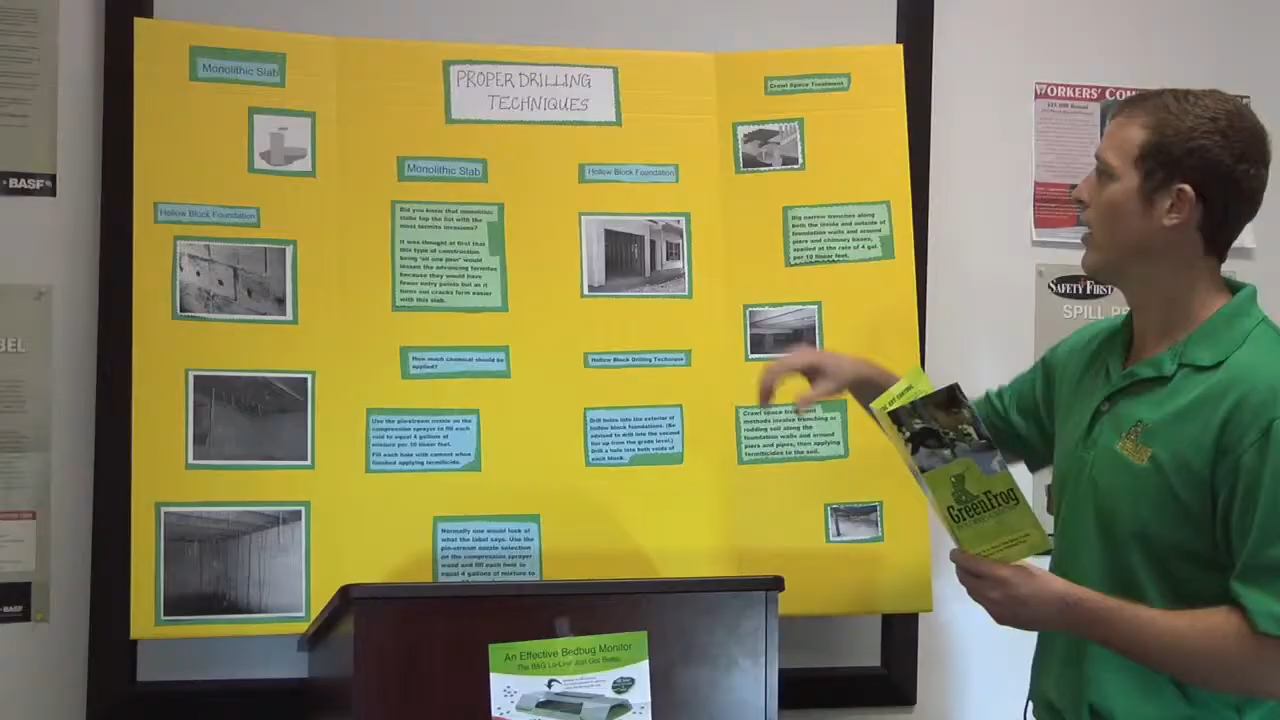 Monolithic Slab
PROPER DRILLING
TECHNIQUES
Crawl Space Treatment
Monolithic Slab
Hollow Block Foundation
Hollow Block Foundation
Did you know that monolithic
slabs top the list with the
most termite invasions?
It was thought at first that
this type of construction
being "all one pour" would
lessen the advancing termites
because they would have
fewer entry points but as it
turns out cracks form easier
with this slab.
Dig narrow trenches along
both the inside and outside of
foundation walls and around
piers and chimney bases,
applied at the rate of 4 gal.
per 10 linear feet.
How much chemical should be
applied?
Hollow Block Drilling Technique
Use the pinstream nozzle on the
compression sprayer to fill each
void to equal 4 gallons of
mixture per 10 linear feet.
Fill each hole with cement when
finished applying termiticide.
Drill holes into the exterior of
hollow block foundations. (Be
advised to drill into the second
up from the grade level.)
Drill a hole into both voids of
each block.
Crawl space treatment
methods involve trenching or
rodding soil along the
foundation walls and around
piers and pipes, then applying
termiticides to the soil.
Normally one would look at
what the label says. Use the
pin-stream nozzle selection
on the compression sprayer
wand and fill each hole to
equal 4 gallons of mixture to
An Effective Bedbug Monitor
The B&G Lo-Line Just Got Better
GreenFrog
WORKERS' COM
SAFETY FIRST
SPILL PR
BASF
BEL
BASF